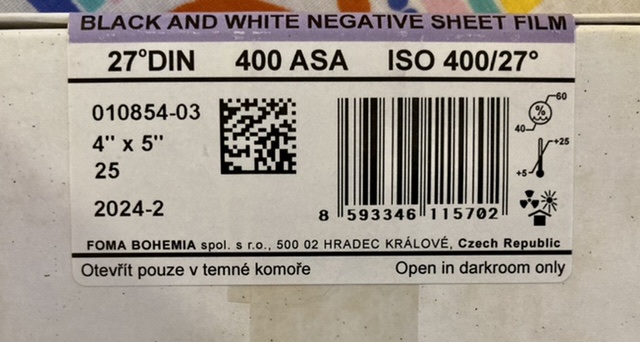 BLACK AND WHITE NEGATIVE SHEET FILM
27°DIN 400 ASA ISO 400/27°
010854-03
4" x 5"
25
2024-2
60
40
+25
+5
8 593346 115702
FOMA BOHEMIA spol. s r.o., 500 02 HRADEC KRÁLOVÉ, Czech Republic
Otevřít pouze v temné komoře Open in darkroom only